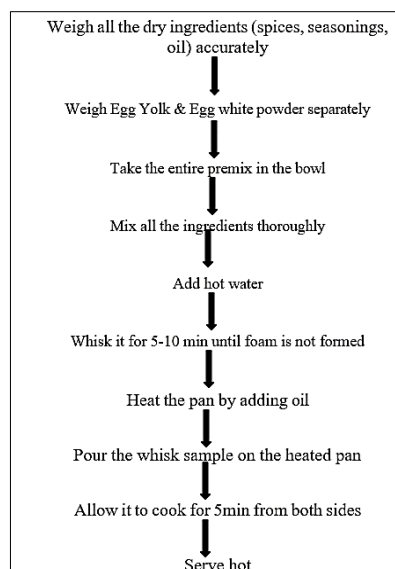 Weigh all the dry ingredients (spices, seasonings,
oil) accurately
Weigh Egg Yolk & Egg white powder separately
Take the entire premix in the bowl
Mix all the ingredients thoroughly
Add hot water
Whisk it for 5-10 min until foam is not formed
Heat the pan by adding oil
Pour the whisk sample on the heated pan
Allow it to cook for 5min from both sides
Serve hot